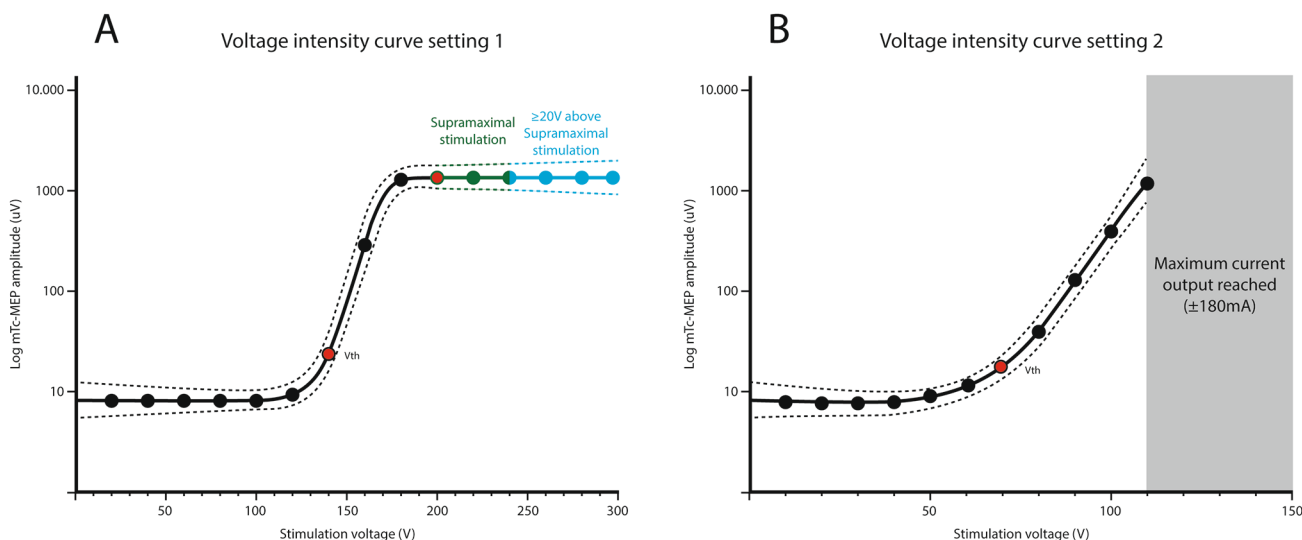 A
Voltage intensity curve setting 1
Log mTc-MEP amplitude (uV)
10.000
1000
100
10
Supramaximal
stimulation
≥20V above
Supramaximal
stimulation
Vth
50
100
150
200
250
300
Stimulation voltage (V)
B
Voltage intensity curve setting 2
Log mTc-MEP amplitude (uV)
10.000
1000
100
10
Maximum current
output reached
(±180mA)
Vth
50
100
150
Stimulation voltage (V)